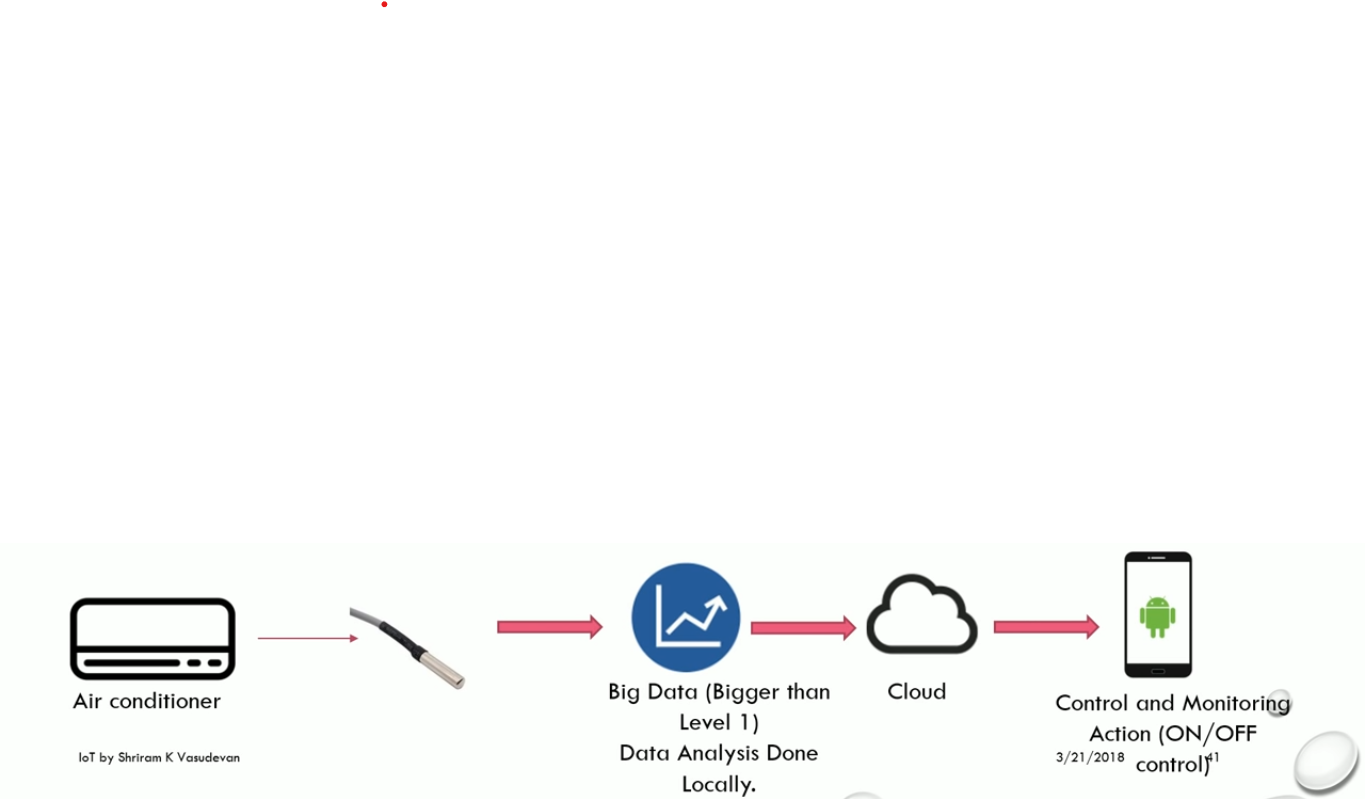 Air conditioner
Big Data (Bigger than
Level 1)
Data Analysis Done
Locally.
Cloud
Control and Monitoring
Action (ON/OFF
control)
IoT by Shriram K Vasudevan
3/21/2018
41